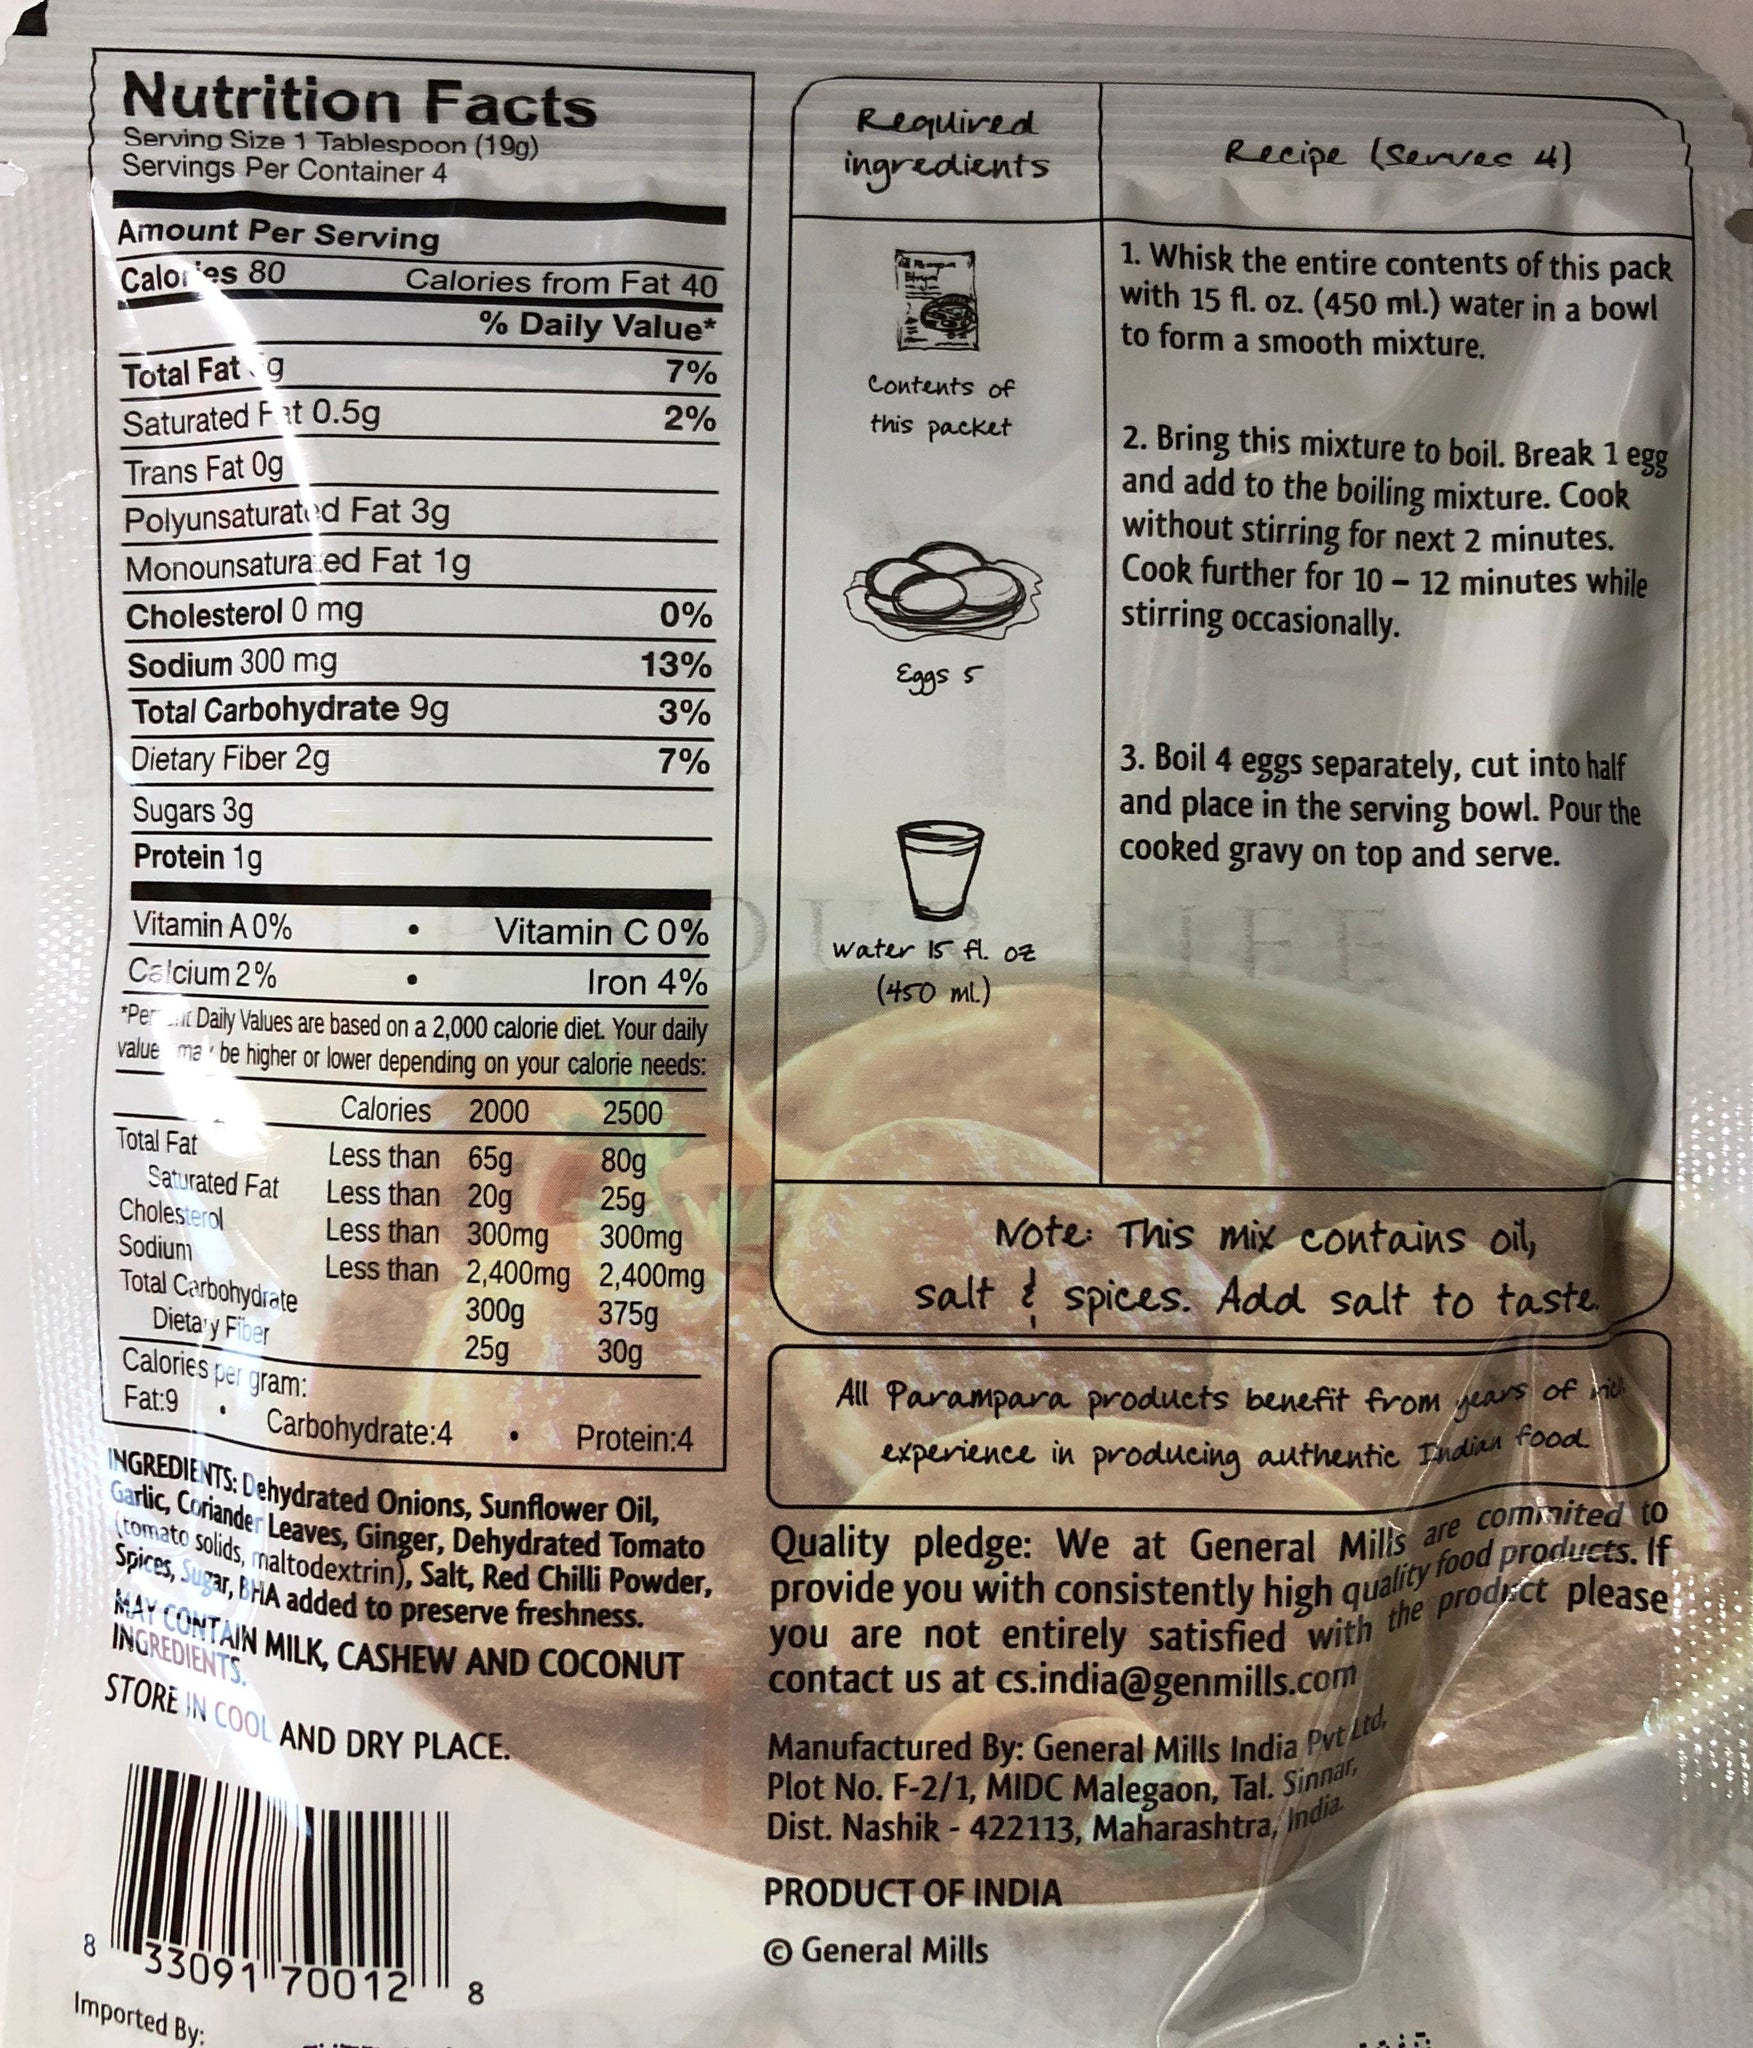 Nutrition Facts
Serving Size 1 Tablespoon (19g)
Servings Per Container 4
Amount Per Serving
Calories 80 Calories from Fat 40
% Daily Value*
Total Fat g 7%
Saturated Fat 0.5g 2%
Trans Fat 0g
Polyunsaturated Fat 3g
Monounsaturated Fat 1g
Cholesterol 0 mg 0%
Sodium 300 mg 13%
Total Carbohydrate 9g 3%
Dietary Fiber 2g 7%
Sugars 3g
Protein 1g
Vitamin A 0% • Vitamin C 0%
Calcium 2% • Iron 4%
*Percent Daily Values are based on a 2,000 calorie diet. Your daily
value may be higher or lower depending on your calorie needs:
Calories 2000 2500
Total Fat Less than 65g 80g
Saturated Fat Less than 20g 25g
Cholesterol Less than 300mg 300mg
Sodium Less than 2,400mg 2,400mg
Total Carbohydrate 300g 375g
Dietary Fiber 25g 30g
Calories per gram:
Fat:9 • Carbohydrate:4 • Protein:4
INGREDIENTS: Dehydrated Onions, Sunflower Oil,
Garlic, Coriander Leaves, Ginger, Dehydrated Tomato
(tomato solids, maltodextrin), Salt, Red Chilli Powder,
Spices, Sugar, BHA added to preserve freshness.
MAY CONTAIN MILK, CASHEW AND COCONUT
INGREDIENTS.
STORE IN COOL AND DRY PLACE.
8 33091 70012 8
Imported By:
Required
ingredients
Contents of
this packet
Eggs 5
water 15 fl. oz
(450 ml.)
Recipe (Serves 4)
1. Whisk the entire contents of this pack
with 15 fl. oz. (450 ml.) water in a bowl
to form a smooth mixture.
2. Bring this mixture to boil. Break 1 egg
and add to the boiling mixture. Cook
without stirring for next 2 minutes.
Cook further for 10 – 12 minutes while
stirring occasionally.
3. Boil 4 eggs separately, cut into half
and place in the serving bowl. Pour the
cooked gravy on top and serve.
Note: This mix contains oil,
salt & spices. Add salt to taste.
All Parampara products benefit from years of rich
experience in producing authentic Indian food.
Quality pledge: We at General Mills are commited to
provide you with consistently high quality food products. If
you are not entirely satisfied with the product please
contact us at cs.india@genmills.com
Manufactured By: General Mills India Pvt Ltd,
Plot No. F-2/1, MIDC Malegaon, Tal. Sinnar,
Dist. Nashik - 422113, Maharashtra, India.
PRODUCT OF INDIA
© General Mills